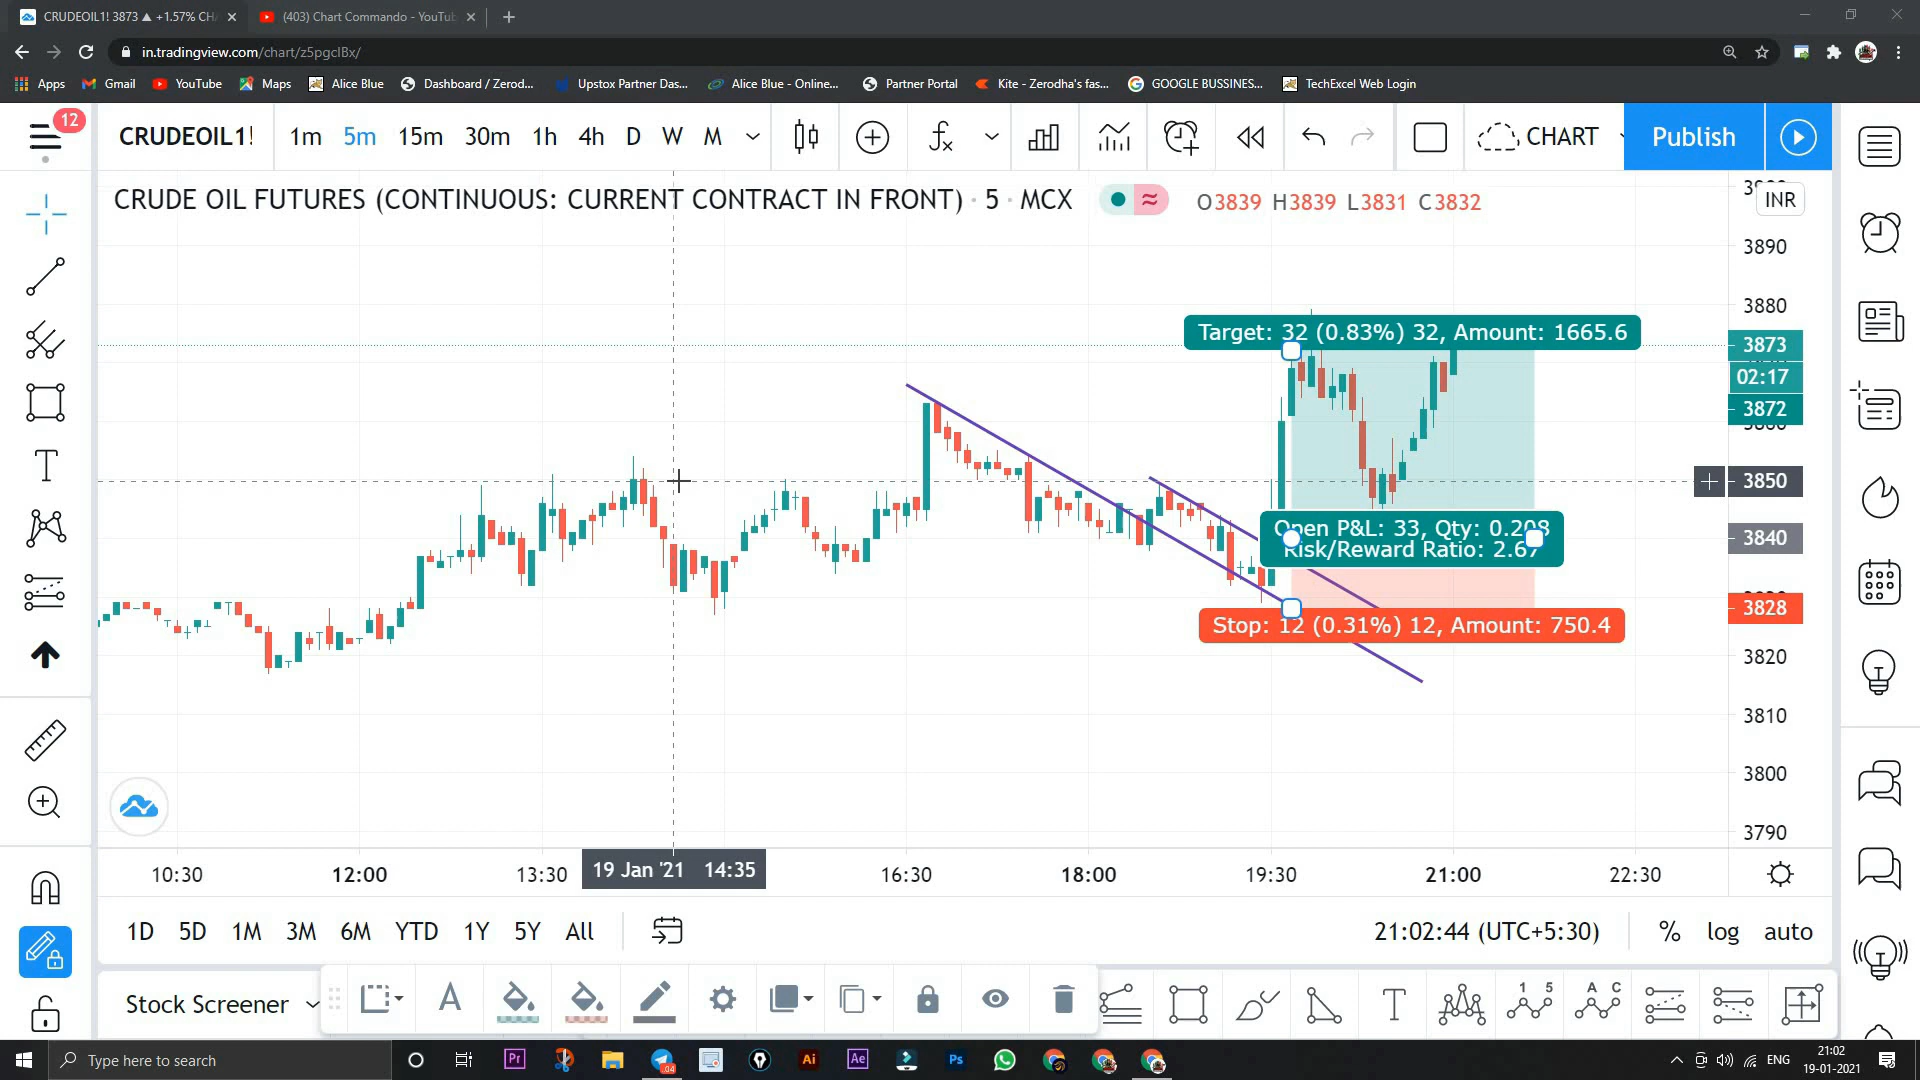 CRUDEOIL1! 3873 ▲ +1.57% CH
(403) Chart Commando - YouTub
in.tradingview.com/chart/z5pgclBx/
Apps Gmail YouTube Maps Alice Blue Dashboard / Zerod... Upstox Partner Das... Alice Blue - Online... Partner Portal Kite - Zerodha's fas... GOOGLE BUSSINES... TechExcel Web Login
12
CRUDEOIL1! 1m 5m 15m 30m 1h 4h D W M CHART Publish
CRUDE OIL FUTURES (CONTINUOUS: CURRENT CONTRACT IN FRONT) · 5 · MCX O3839 H3839 L3831 C3832
INR
3890
3880
Target: 32 (0.83%) 32, Amount: 1665.6
3873
02:17
3872
3850
Open P&L: 33, Qty: 0.208
3840
Risk/Reward Ratio: 2.67
3828
Stop: 12 (0.31%) 12, Amount: 750.4
3820
3810
3800
3790
10:30 12:00 13:30 19 Jan '21 14:35 16:30 18:00 19:30 21:00 22:30
1D 5D 1M 3M 6M YTD 1Y 5Y All 21:02:44 (UTC+5:30) % log auto
Stock Screener
Type here to search
ENG
21:02
19-01-2021